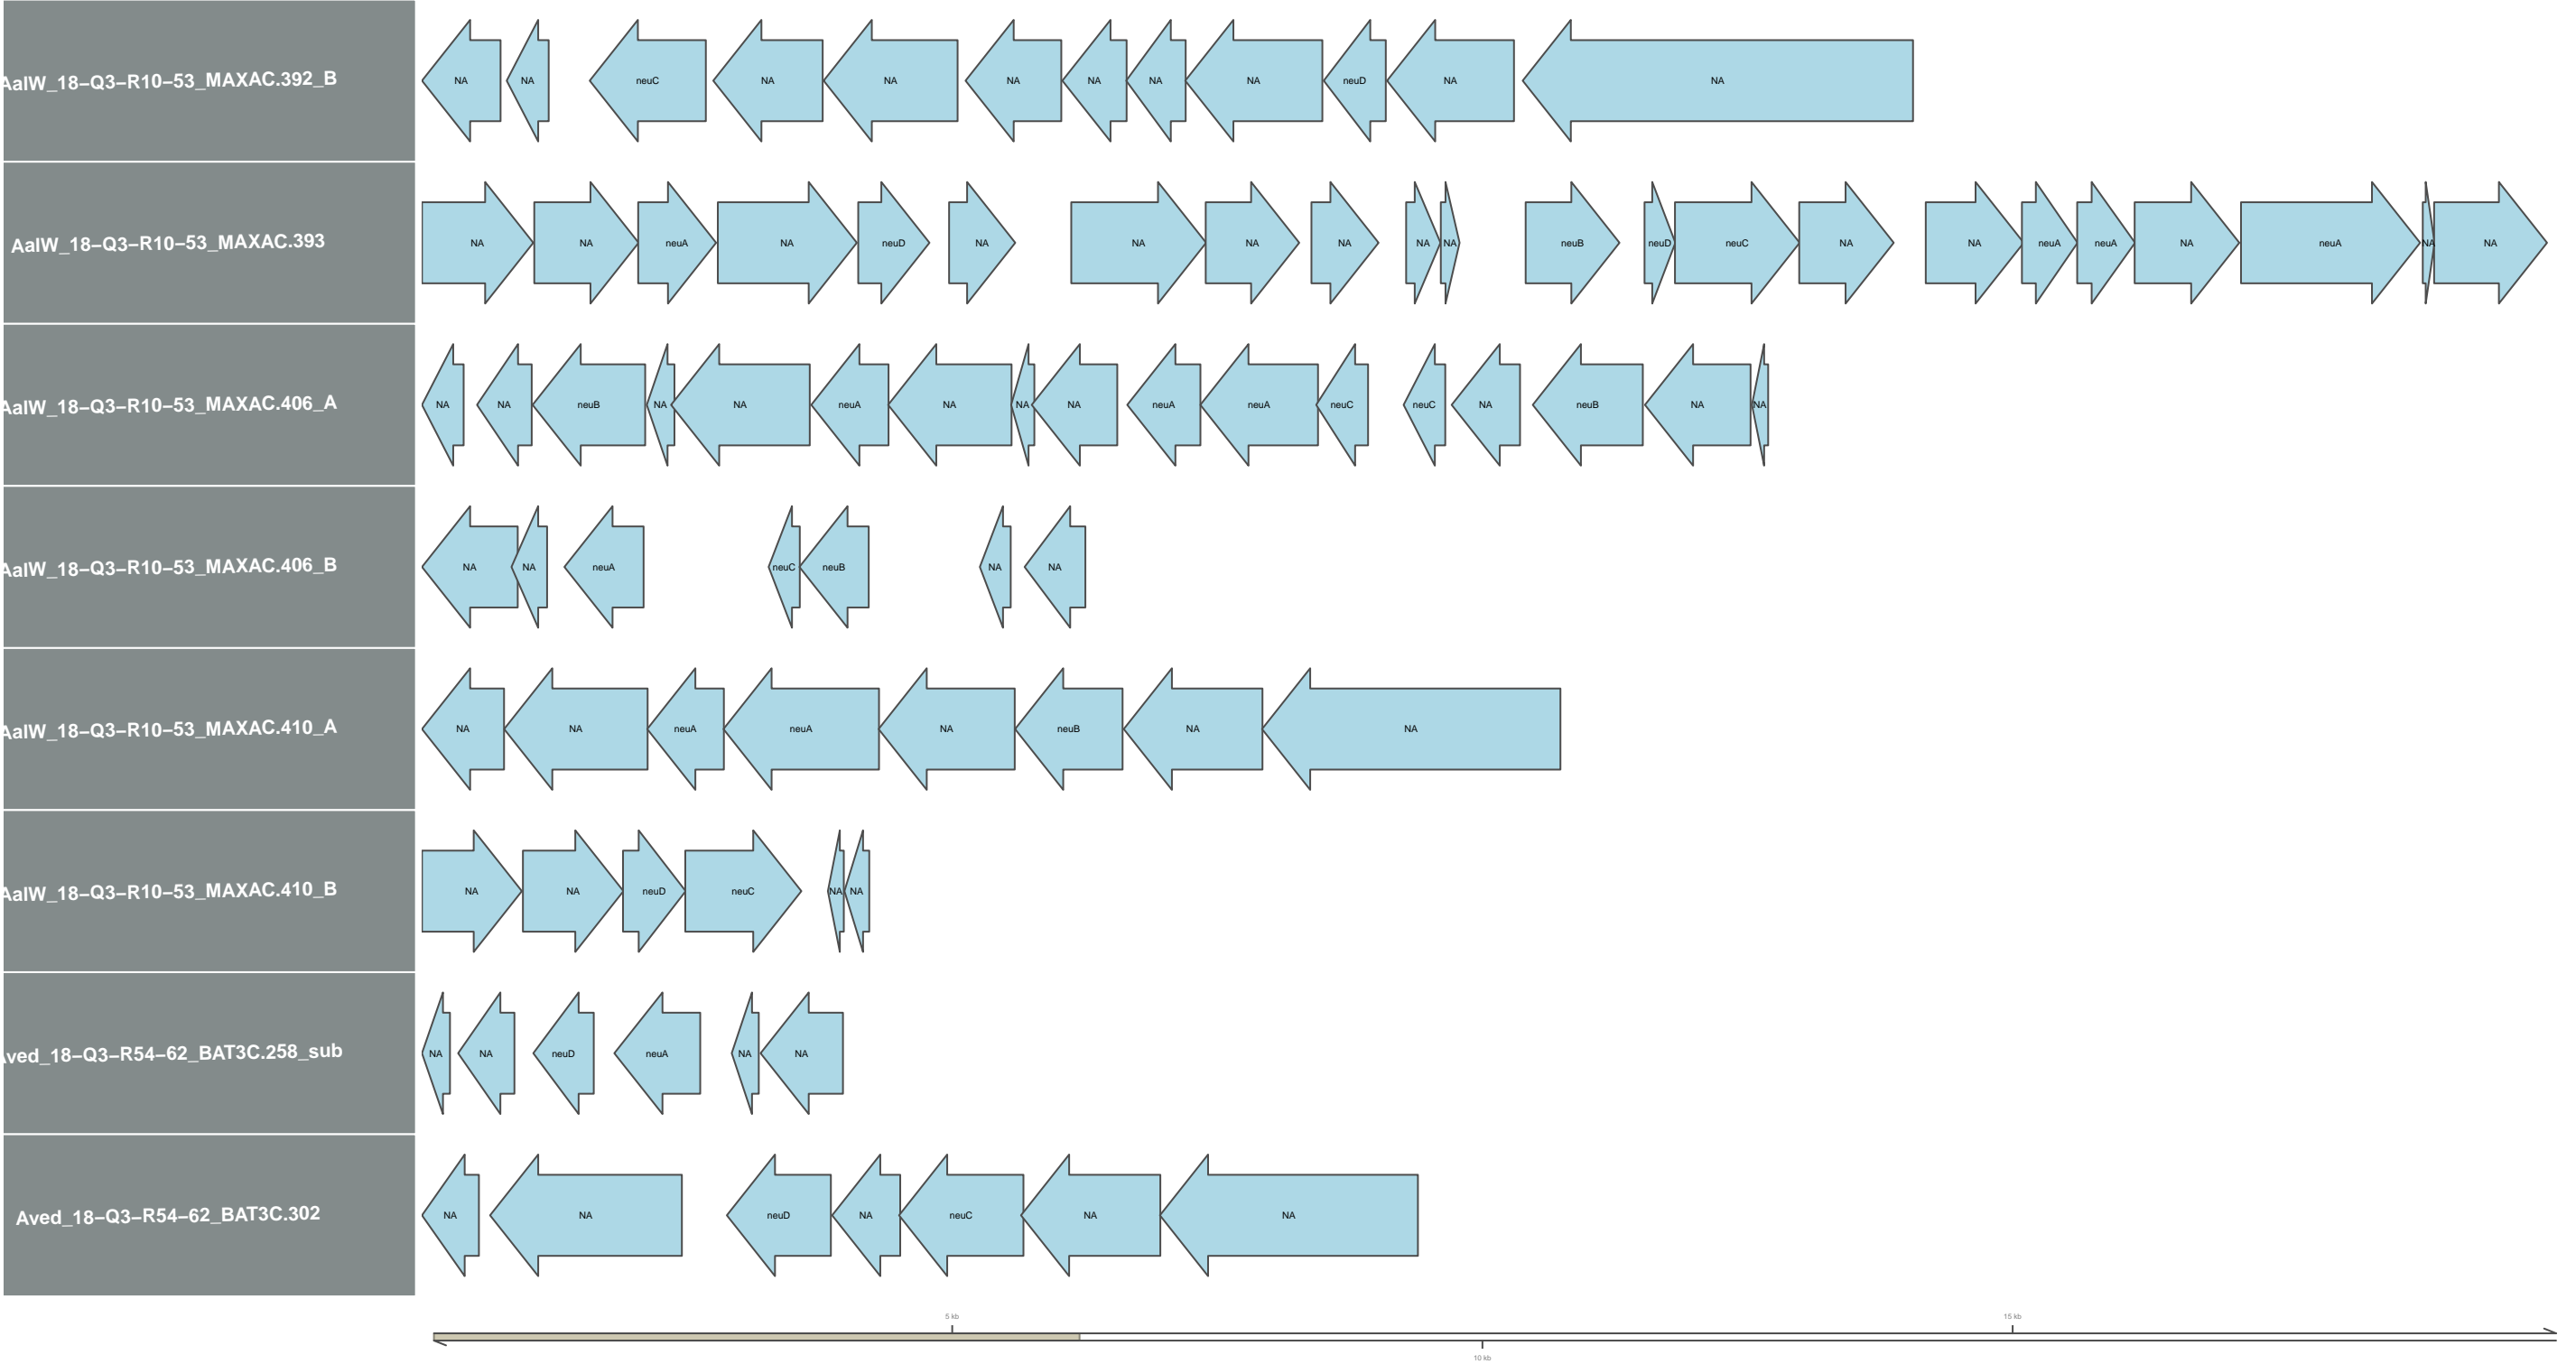 AalW_18–Q3–R10–53_MAXAC.392_B
NA NA neuC NA NA NA NA NA NA neuD NA NA
AalW_18–Q3–R10–53_MAXAC.393
NA NA neuA NA neuD NA NA NA NA NA NA neuB neuD neuC NA NA neuA neuA NA neuA NA NA
AalW_18–Q3–R10–53_MAXAC.406_A
NA NA neuB NA NA neuA NA NA NA neuA neuA neuC neuC NA neuB NA NA
AalW_18–Q3–R10–53_MAXAC.406_B
NA NA neuA neuC neuB NA NA
AalW_18–Q3–R10–53_MAXAC.410_A
NA NA neuA neuA NA neuB NA NA
AalW_18–Q3–R10–53_MAXAC.410_B
NA NA neuD neuC NA NA
Aved_18–Q3–R54–62_BAT3C.258_sub
NA NA neuD neuA NA NA
Aved_18–Q3–R54–62_BAT3C.302
NA NA neuD NA neuC NA NA
5 kb 15 kb
10 kb